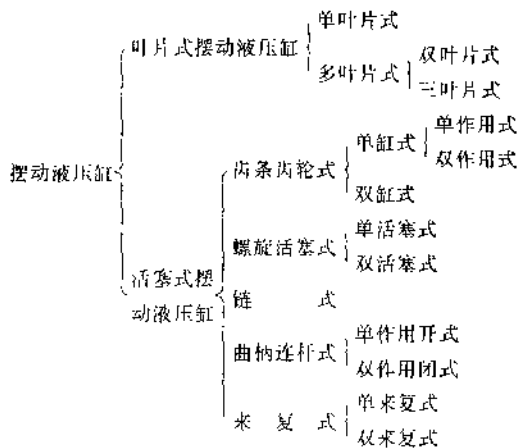 单叶片式
叶片式摆动液压缸
双叶片式
多叶片式
三叶片式
单作用式
单缸式
双作用式
齿条齿轮式
摆动液压缸
双缸式
单活塞式
螺旋活塞式
双活塞式
活塞式摆
动液压缸
链 式
单作用开式
曲柄连杆式
双作用闭式
单来复式
来 复 式
双来复式